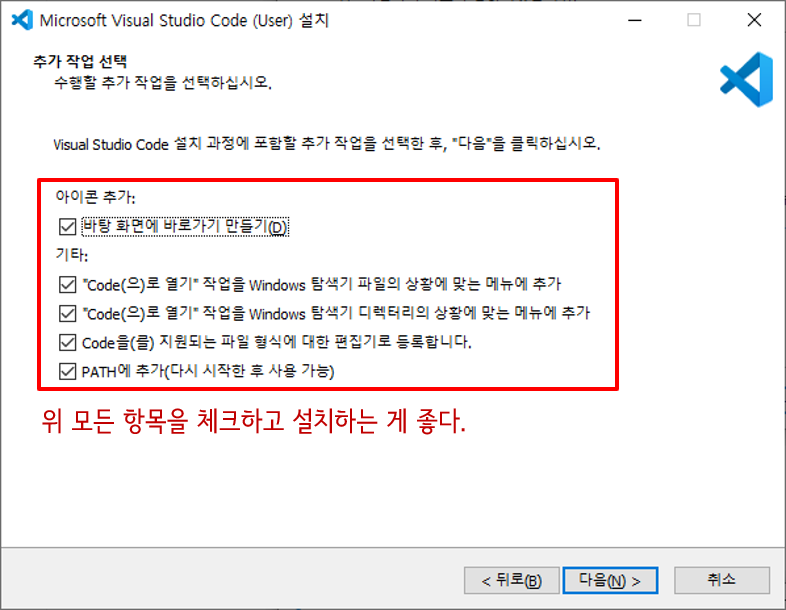 Microsoft Visual Studio Code (User) 설치
추가 작업 선택
수행할 추가 작업을 선택하십시오.
Visual Studio Code 설치 과정에 포함할 추가 작업을 선택한 후, "다음"을 클릭하십시오.
아이콘 추가:
바탕 화면에 바로가기 만들기(D)
기타:
"Code(으)로 열기" 작업을 Windows 탐색기 파일의 상황에 맞는 메뉴에 추가
"Code(으)로 열기" 작업을 Windows 탐색기 디렉터리의 상황에 맞는 메뉴에 추가
Code을(를) 지원되는 파일 형식에 대한 편집기로 등록합니다.
PATH에 추가(다시 시작한 후 사용 가능)
위 모든 항목을 체크하고 설치하는 게 좋다.
< 뒤로(B) 다음(N) > 취소